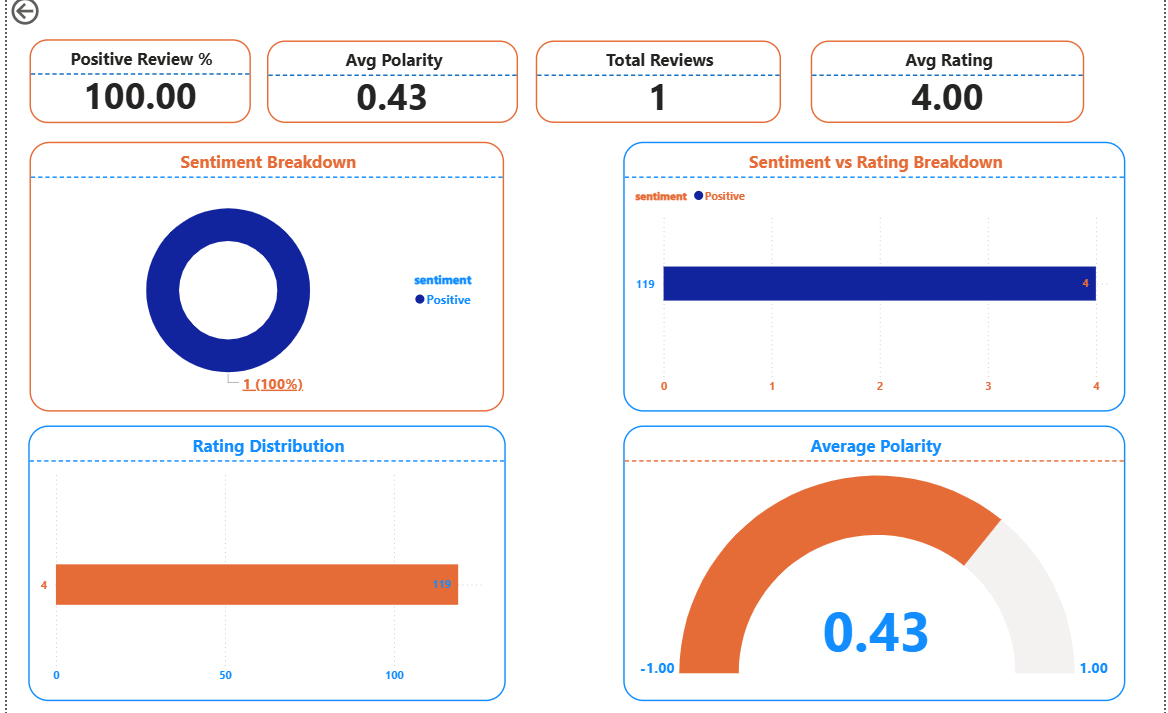 Positive Review %
100.00
Avg Polarity
0.43
Total Reviews
1
Avg Rating
4.00
Sentiment Breakdown
sentiment
Positive
1 (100%)
Sentiment vs Rating Breakdown
sentiment Positive
119
4
0 1 2 3 4
Rating Distribution
4
119
0 50 100
Average Polarity
0.43
-1.00
1.00